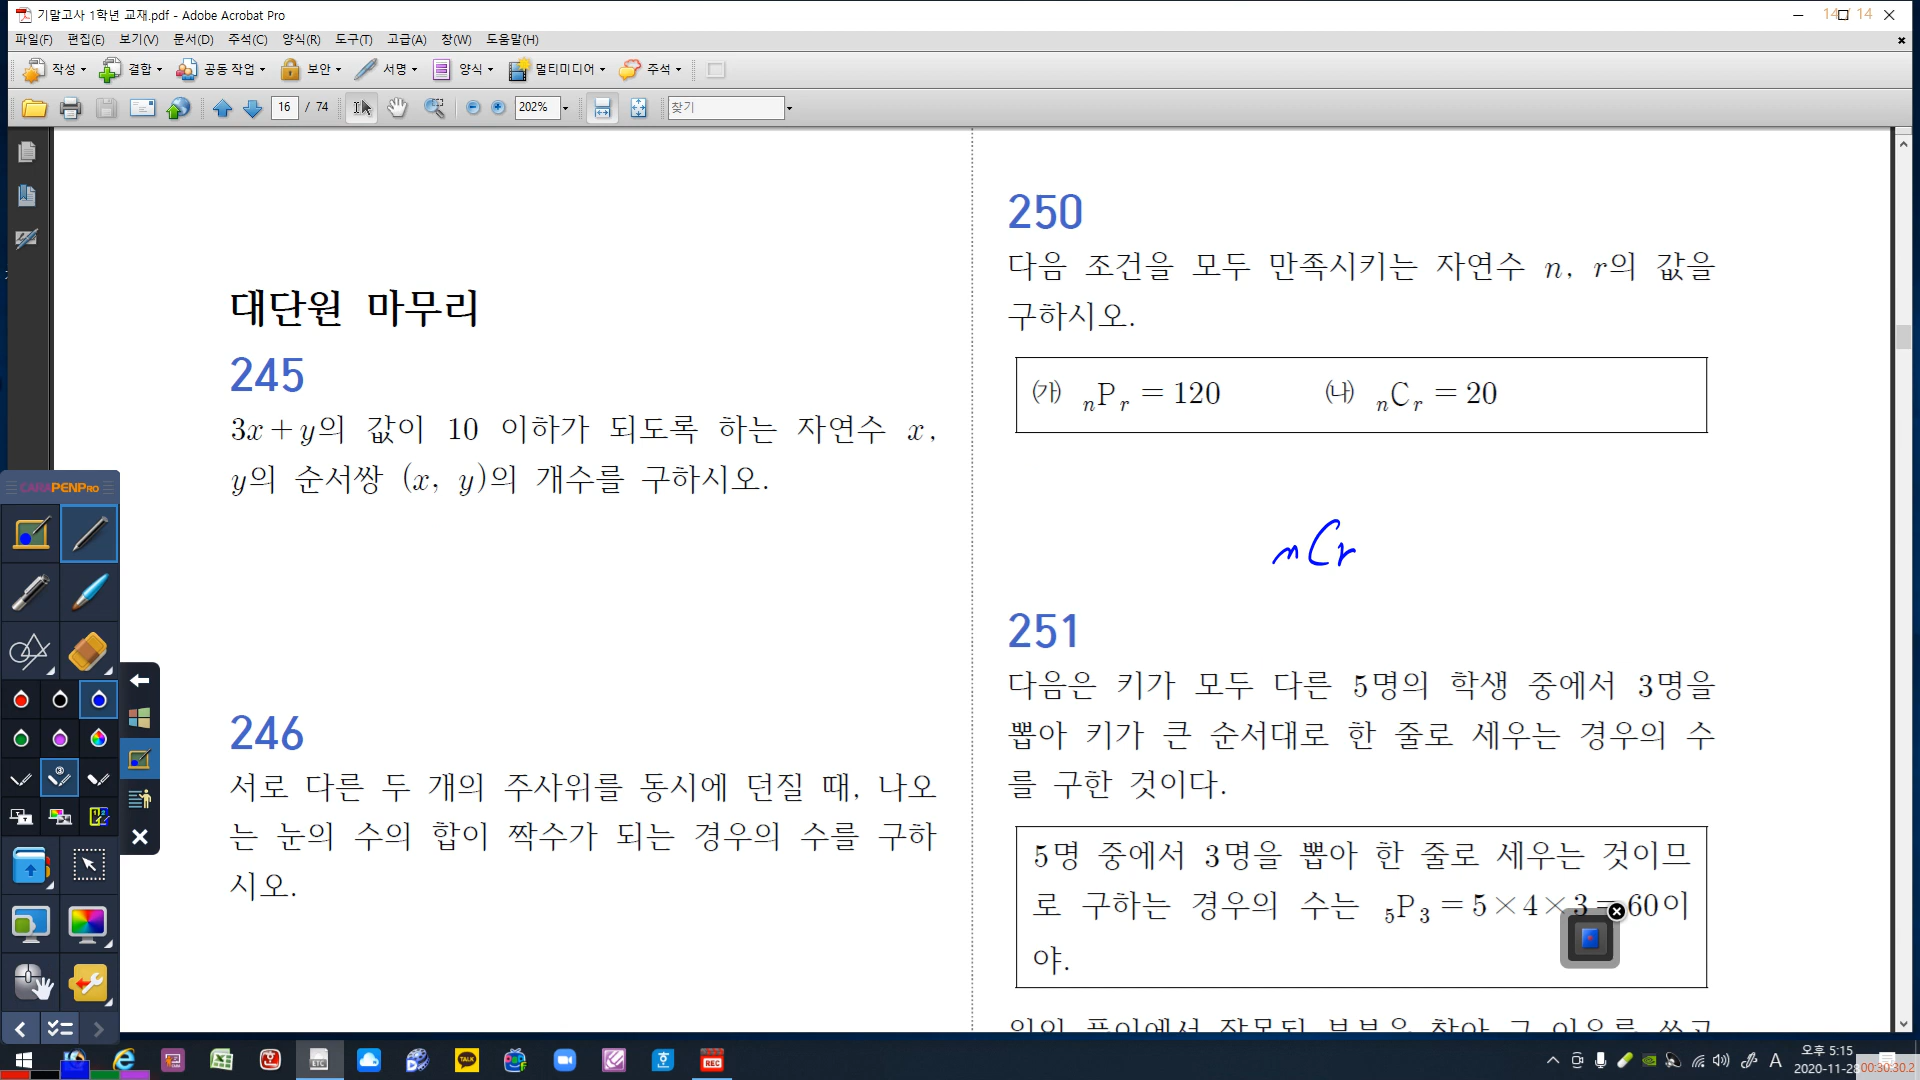 기말고사 1학년 교재.pdf - Adobe Acrobat Pro
14 / 14
파일(F) 편집(E) 보기(V) 문서(D) 주석(C) 양식(R) 도구(T) 고급(A) 창(W) 도움말(H)
작성 결합 공동 작업 보안 서명 양식 멀티미디어 주석
16 / 74 202% 찾기
대단원 마무리
245
3x+y의 값이 10 이하가 되도록 하는 자연수 x,
y의 순서쌍 (x, y)의 개수를 구하시오.
246
서로 다른 두 개의 주사위를 동시에 던질 때, 나오
는 눈의 수의 합이 짝수가 되는 경우의 수를 구하
시오.
250
다음 조건을 모두 만족시키는 자연수 n, r의 값을
구하시오.
㈎ nPr = 120 ㈏ nCr = 20
nCr
251
다음은 키가 모두 다른 5명의 학생 중에서 3명을
뽑아 키가 큰 순서대로 한 줄로 세우는 경우의 수
를 구한 것이다.
5명 중에서 3명을 뽑아 한 줄로 세우는 것이므
로 구하는 경우의 수는 5P3 = 5×4×3 = 60이
야.
CARAPENPRO
TALK
REC
A
오후 5:15
2020-11-28
00:30:30.2